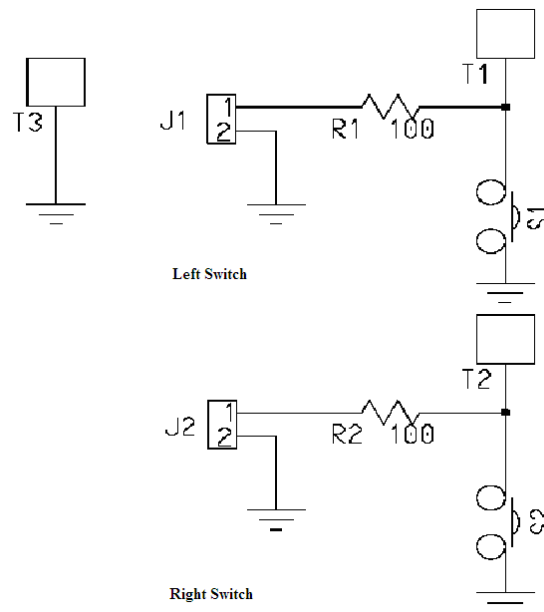 T1
T3
J1
1
2
R1 100
S1
Left Switch
T2
J2
1
2
R2 100
S2
Right Switch